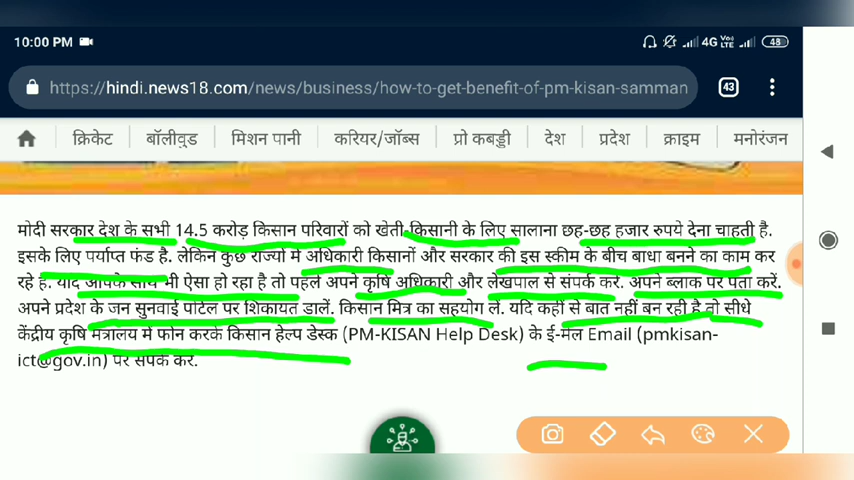 10:00 PM 4G Vo) LTE 48
https://hindi.news18.com/news/business/how-to-get-benefit-of-pm-kisan-samman 43
क्रिकेट बॉलीवुड मिशन पानी करियर/जॉब्स प्रो कबड्डी देश प्रदेश क्राइम मनोरंजन
मोदी सरकार देश के सभी 14.5 करोड़ किसान परिवारों को खेती-किसानी के लिए सालाना छह-छह हजार रुपये देना चाहती है.
इसके लिए पर्याप्त फंड है. लेकिन कुछ राज्यों में अधिकारी किसानों और सरकार की इस स्कीम के बीच बाधा बनने का काम कर
रहे हैं. यदि आपके साथ भी ऐसा हो रहा है तो पहले अपने कृषि अधिकारी और लेखपाल से संपर्क करें. अपने ब्लाक पर पता करें.
अपने प्रदेश के जन सुनवाई पोर्टल पर शिकायत डालें. किसान मित्र का सहयोग लें. यदि कहीं से बात नहीं बन रही है तो सीधे
केंद्रीय कृषि मंत्रालय में फोन करके किसान हेल्प डेस्क (PM-KISAN Help Desk) के ई-मेल Email (pmkisan-
ict@gov.in) पर संपर्क करें.